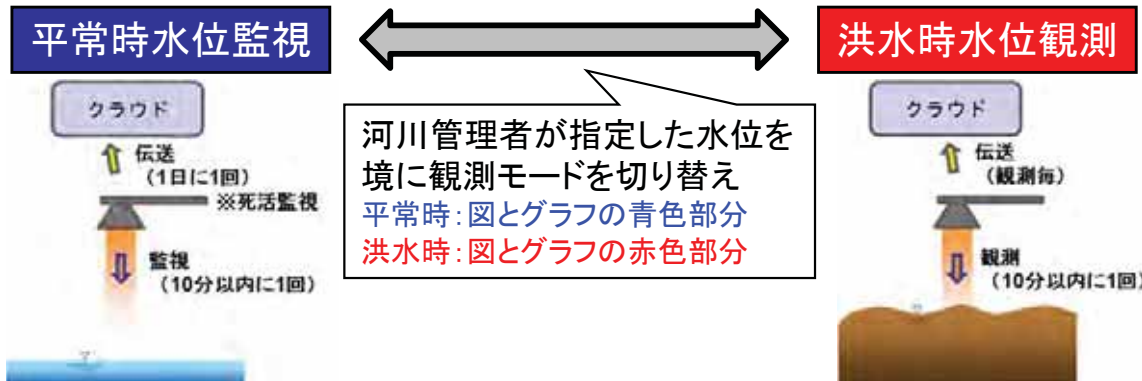 平常時水位監視
洪水時水位観測
クラウド
伝送
（1日に1回）
※死活監視
監視
（10分以内に1回）
河川管理者が指定した水位を
境に観測モードを切り替え
平常時：図とグラフの青色部分
洪水時：図とグラフの赤色部分
クラウド
伝送
（観測毎）
観測
（10分以内に1回）